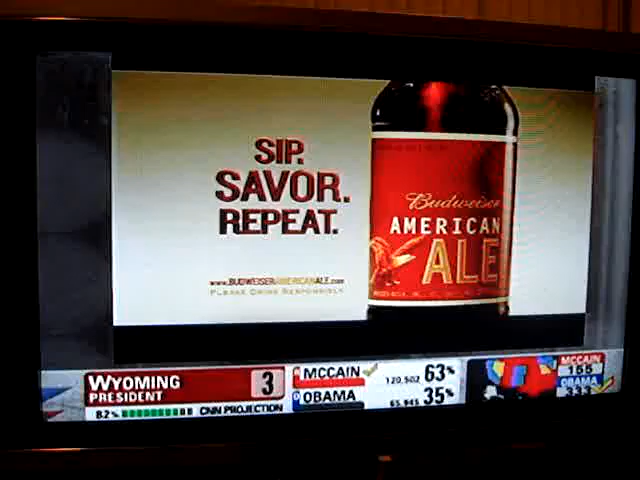 SIP.
SAVOR.
REPEAT.
www.BUDWEISERAMERICANALE.com
PLEASE DRINK RESPONSIBLY
Budweiser
AMERICAN
ALE
WYOMING
PRESIDENT
3
82%
CNN PROJECTION
R MCCAIN
120,502 63%
D OBAMA
65,945 35%
MCCAIN
155
OBAMA
333